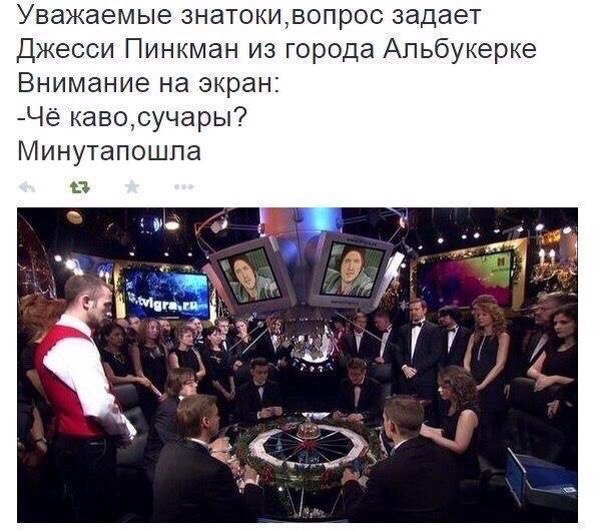 Уважаемые знатоки,вопрос задает
Джесси Пинкман из города Альбукерке
Внимание на экран:
-Чё каво,сучары?
Минутапошла
tvigra.ru